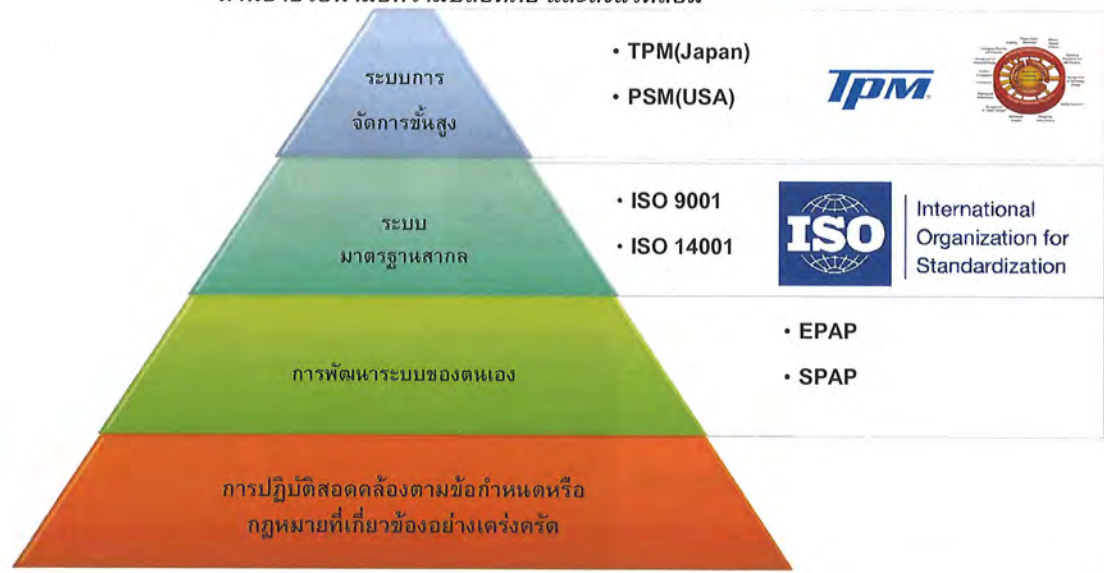 ระบบการ
จัดการขั้นสูง
• TPM(Japan)
• PSM(USA)
TPM
ระบบ
มาตรฐานสากล
• ISO 9001
• ISO 14001
ISO
International
Organization for
Standardization
การพัฒนาระบบของตนเอง
• EPAP
• SPAP
การปฏิบัติสอดคล้องตามข้อกำหนดหรือ
กฎหมายที่เกี่ยวข้องอย่างเคร่งครัด